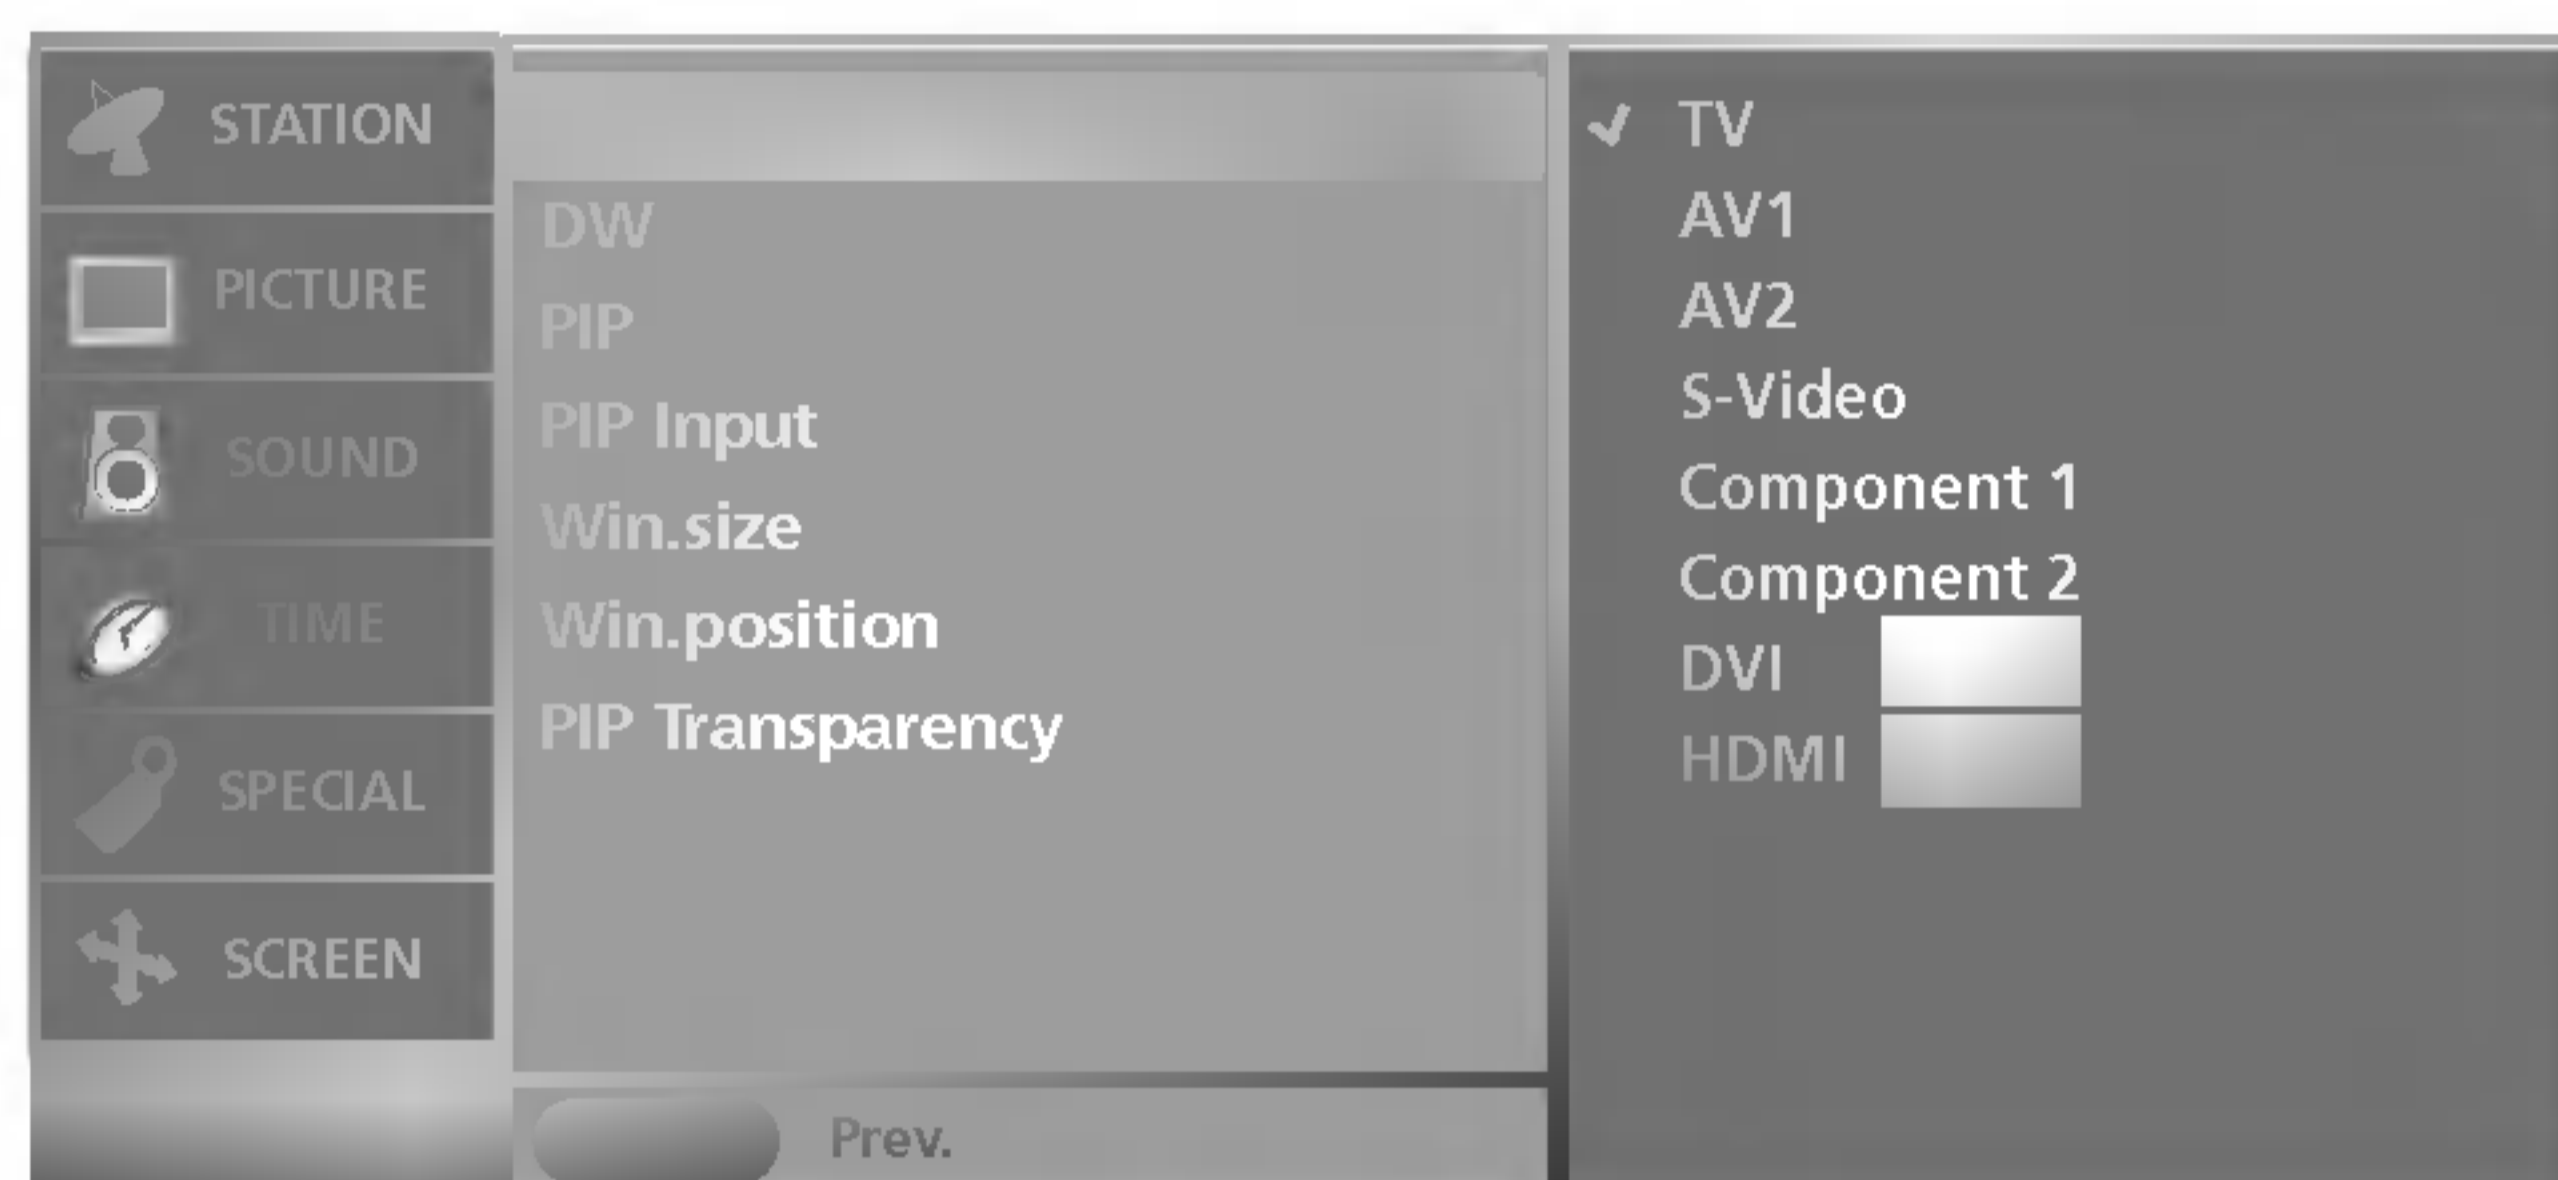 STATION
PICTURE
SOUND
TIME
SPECIAL
SCREEN
DW
PIP
PIP Input
Win.size
Win.position
PIP Transparency
Prev.
TV
AV1
AV2
S-Video
Component 1
Component 2
DVI
HDMI